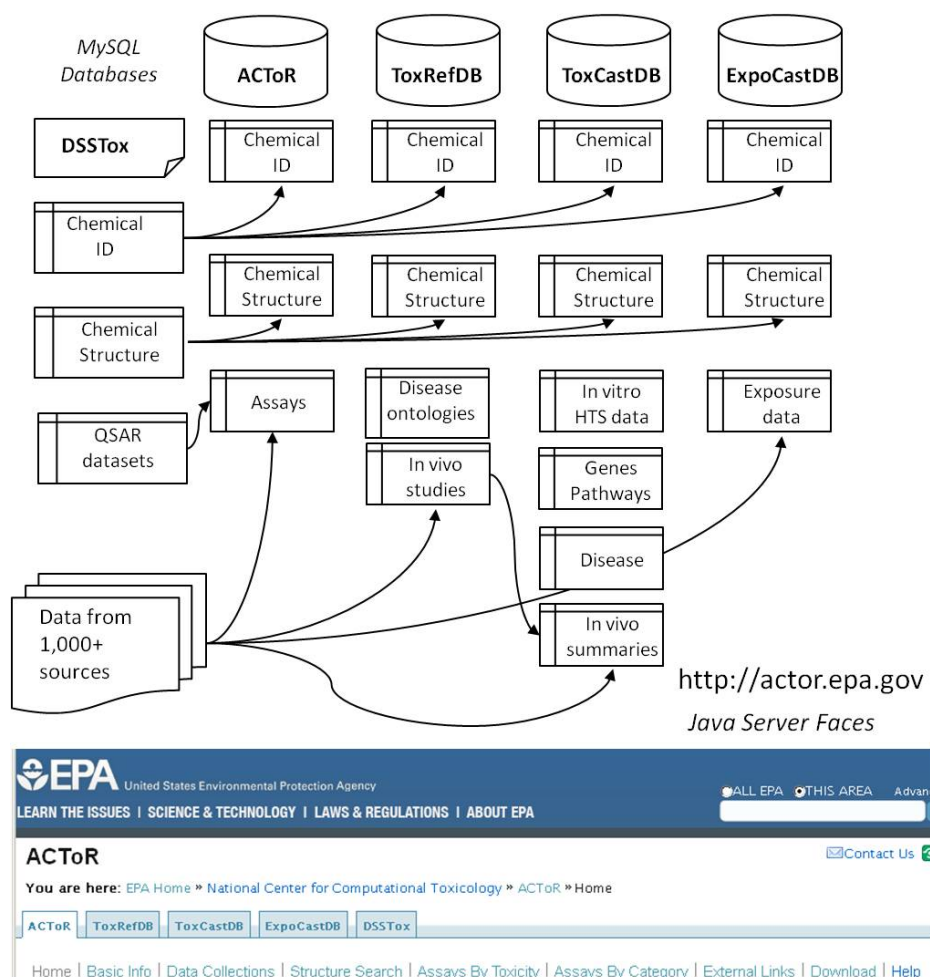 MySQL
Databases
ACToR
ToxRefDB
ToxCastDB
ExpoCastDB
DSSTox
Chemical
ID
Chemical
ID
Chemical
ID
Chemical
ID
Chemical
ID
Chemical
Structure
Chemical
Structure
Chemical
Structure
Chemical
Structure
Chemical
Structure
QSAR
datasets
Assays
Disease
ontologies
In vitro
HTS data
Exposure
data
In vivo
studies
Genes
Pathways
Disease
In vivo
summaries
Data from
1,000+
sources
http://actor.epa.gov
Java Server Faces
EPA United States Environmental Protection Agency
ALL EPA THIS AREA Advan
LEARN THE ISSUES | SCIENCE & TECHNOLOGY | LAWS & REGULATIONS | ABOUT EPA
ACToR
Contact Us
You are here: EPA Home » National Center for Computational Toxicology » ACToR » Home
ACToR ToxRefDB ToxCastDB ExpoCastDB DSSTox
Home | Basic Info | Data Collections | Structure Search | Assays By Toxicity | Assays By Category | External Links | Download | Help